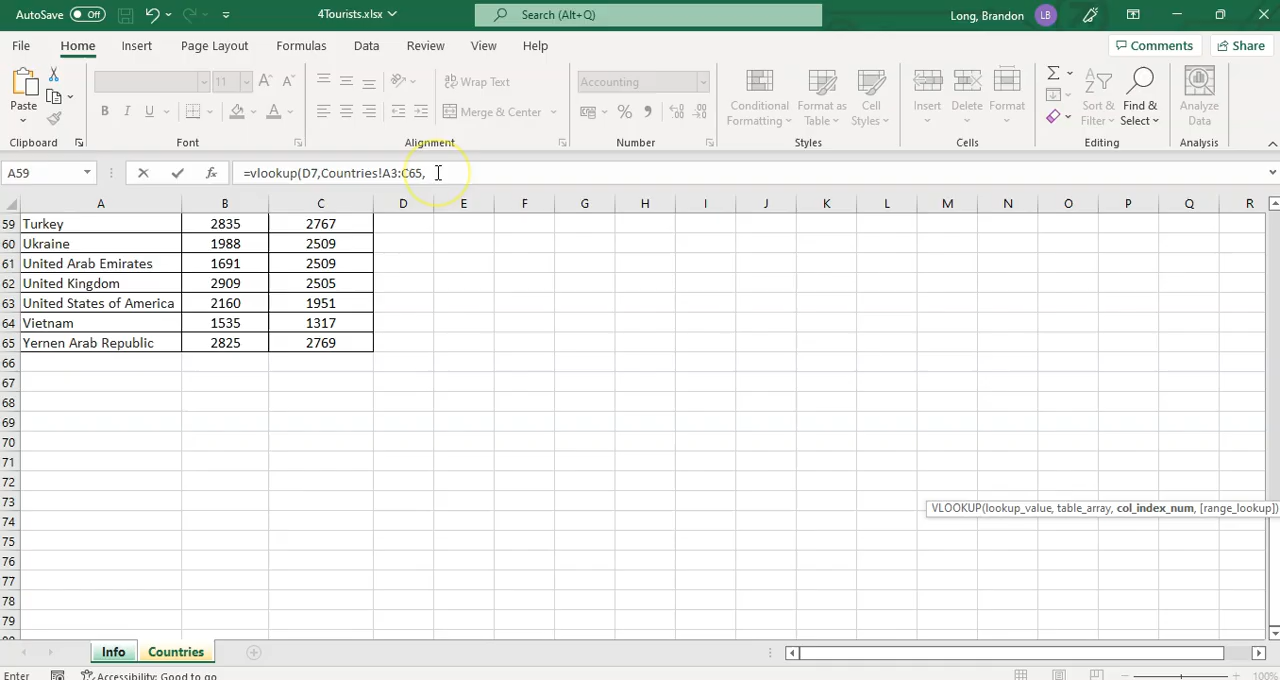 AutoSave Off 4Tourists.xlsx Search (Alt+Q) Long, Brandon LB
File Home Insert Page Layout Formulas Data Review View Help Comments Share
11 Wrap Text Accounting
Paste Merge & Center Conditional Formatting Format as Table Cell Styles Insert Delete Format Sort & Filter Find & Select Analyze Data
Clipboard Font Alignment Number Styles Cells Editing Analysis
A59 =vlookup(D7,Countries!A3:C65,
A B C D E F G H I J K L M N O P Q R
59 Turkey 2835 2767
60 Ukraine 1988 2509
61 United Arab Emirates 1691 2509
62 United Kingdom 2909 2505
63 United States of America 2160 1951
64 Vietnam 1535 1317
65 Yernen Arab Republic 2825 2769
66
67
68
69
70
71
72
73
VLOOKUP(lookup_value, table_array, col_index_num, [range_lookup])
74
75
76
77
78
79
Info Countries
Enter Accessibility: Good to go 100%